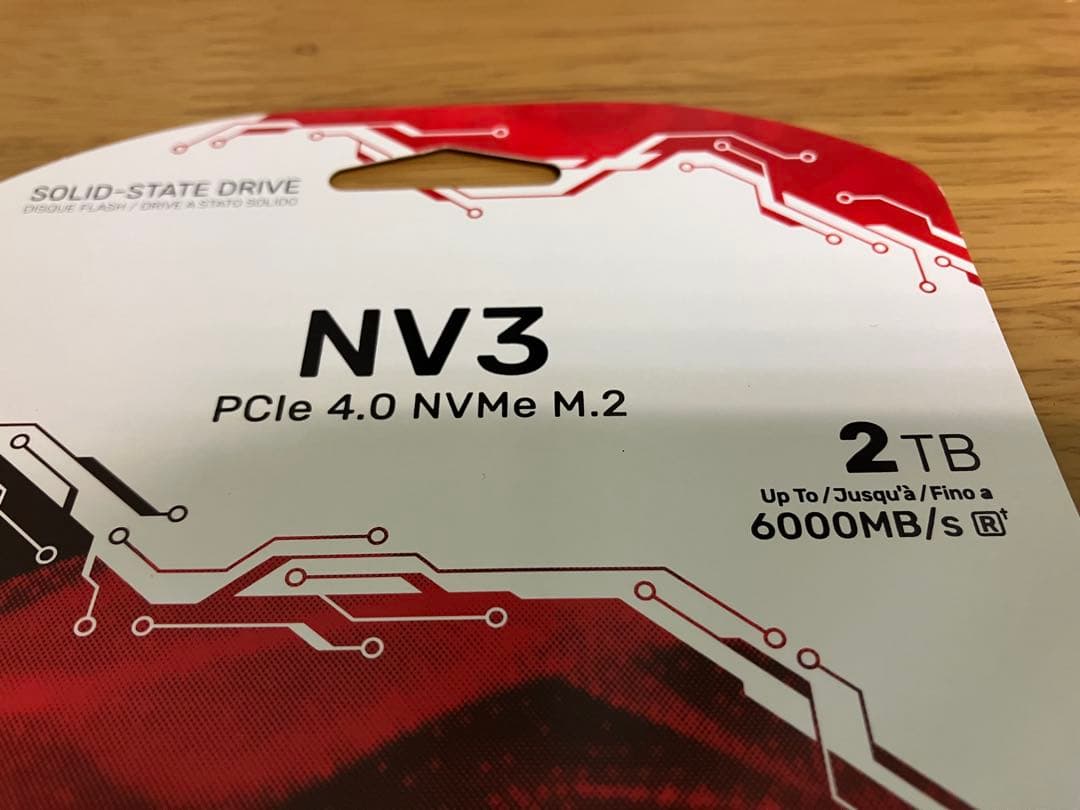 SOLID-STATE DRIVE
DISQUE FLASH / DRIVE A STATO SOLIDO
NV3
PCIe 4.0 NVMe M.2
2TB
Up To/Jusqu'à/Fino a
6000MB/s R†